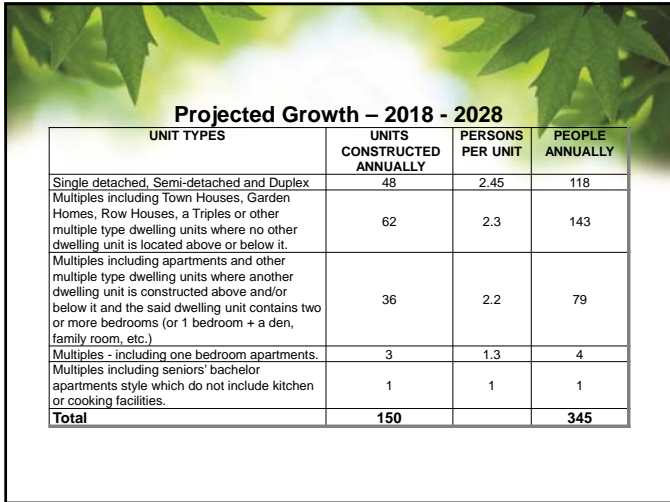 Projected Growth – 2018 - 2028
UNIT TYPES
UNITS
CONSTRUCTED
ANNUALLY
PERSONS
PER UNIT
PEOPLE
ANNUALLY
Single detached, Semi-detached and Duplex 48 2.45 118
Multiples including Town Houses, Garden
Homes, Row Houses, a Triples or other
multiple type dwelling units where no other
dwelling unit is located above or below it.
62 2.3 143
Multiples including apartments and other
multiple type dwelling units where another
dwelling unit is constructed above and/or
below it and the said dwelling unit contains two
or more bedrooms (or 1 bedroom + a den,
family room, etc.)
36 2.2 79
Multiples - including one bedroom apartments. 3 1.3 4
Multiples including seniors' bachelor
apartments style which do not include kitchen
or cooking facilities.
1 1 1
Total 150 345